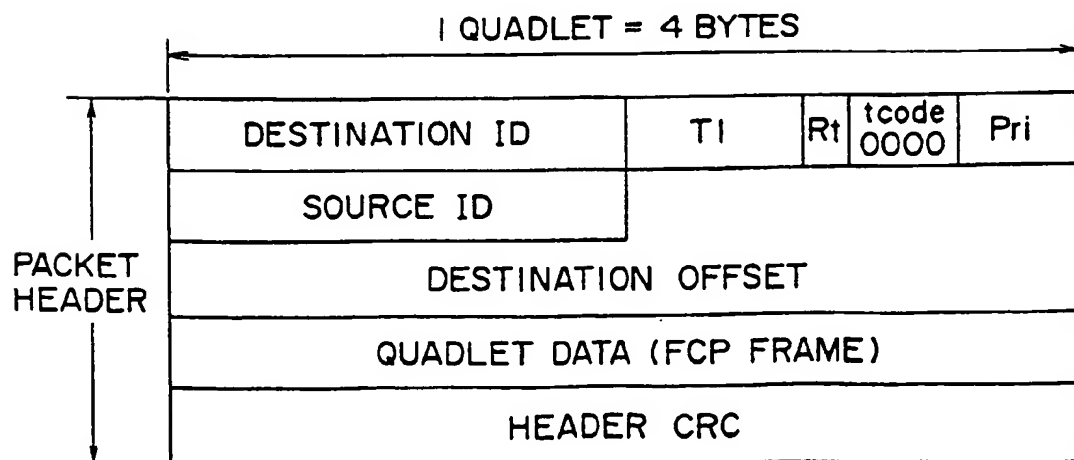 1 QUADLET = 4 BYTES
DESTINATION ID
T1
Rt
tcode
0000
Pri
SOURCE ID
PACKET
HEADER
DESTINATION OFFSET
QUADLET DATA (FCP FRAME)
HEADER CRC